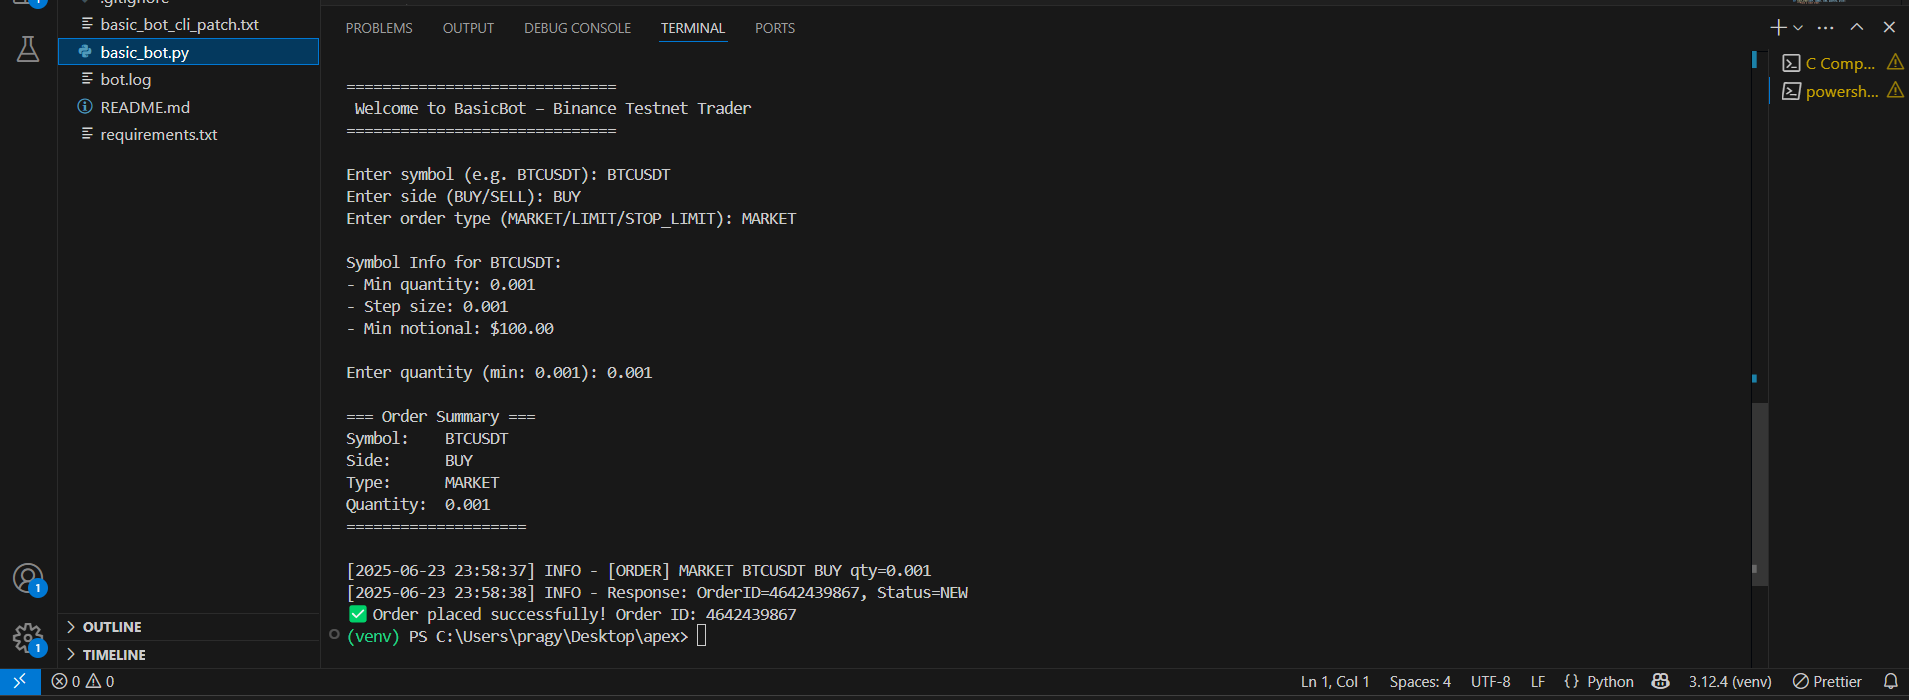 .gitignore
basic_bot_cli_patch.txt
basic_bot.py
bot.log
README.md
requirements.txt
OUTLINE
TIMELINE
PROBLEMS OUTPUT DEBUG CONSOLE TERMINAL PORTS
==============================
Welcome to BasicBot – Binance Testnet Trader
==============================
Enter symbol (e.g. BTCUSDT): BTCUSDT
Enter side (BUY/SELL): BUY
Enter order type (MARKET/LIMIT/STOP_LIMIT): MARKET
Symbol Info for BTCUSDT:
- Min quantity: 0.001
- Step size: 0.001
- Min notional: $100.00
Enter quantity (min: 0.001): 0.001
=== Order Summary ===
Symbol: BTCUSDT
Side: BUY
Type: MARKET
Quantity: 0.001
====================
[2025-06-23 23:58:37] INFO - [ORDER] MARKET BTCUSDT BUY qty=0.001
[2025-06-23 23:58:38] INFO - Response: OrderID=4642439867, Status=NEW
✅ Order placed successfully! Order ID: 4642439867
(venv) PS C:\Users\pragy\Desktop\apex>
C Comp...
powersh...
1
1
0 0
Ln 1, Col 1 Spaces: 4 UTF-8 LF {} Python 3.12.4 (venv) Prettier